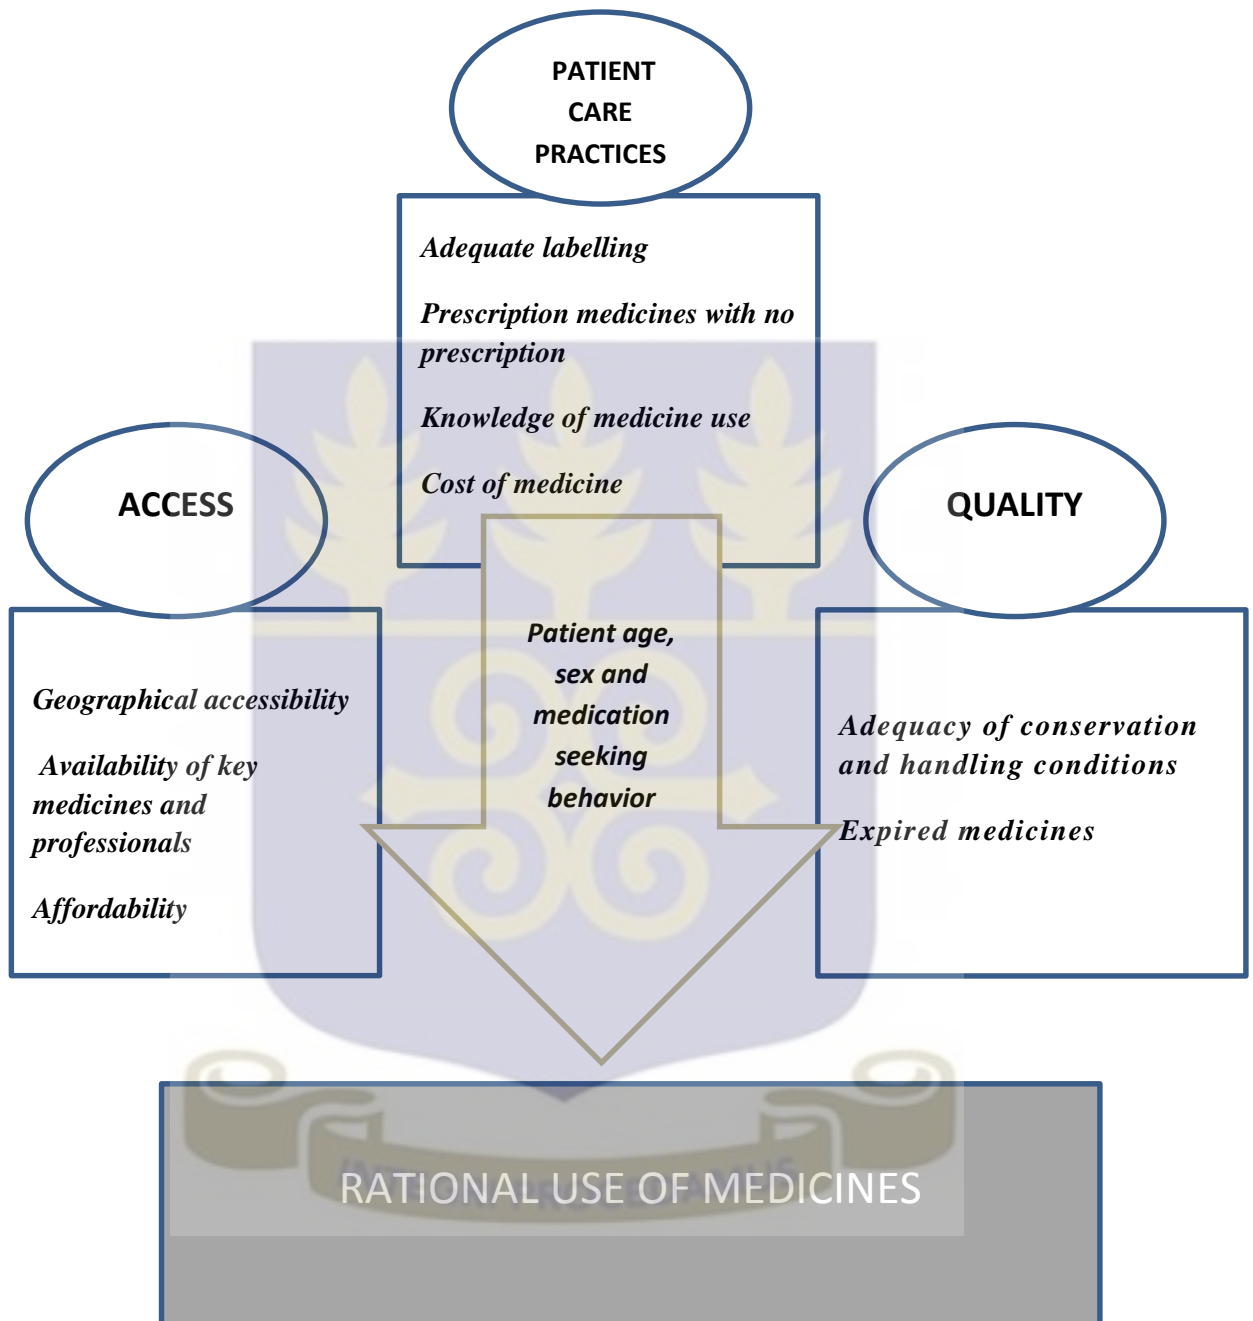 PATIENT
CARE
PRACTICES
Adequate labelling
Prescription medicines with no
prescription
Knowledge of medicine use
Cost of medicine
ACCESS
Geographical accessibility
Availability of key
medicines and
professionals
Affordability
QUALITY
Adequacy of conservation
and handling conditions
Expired medicines
Patient age,
sex and
medication
seeking
behavior
RATIONAL USE OF MEDICINES
INTEGRI PROCEDAMUS